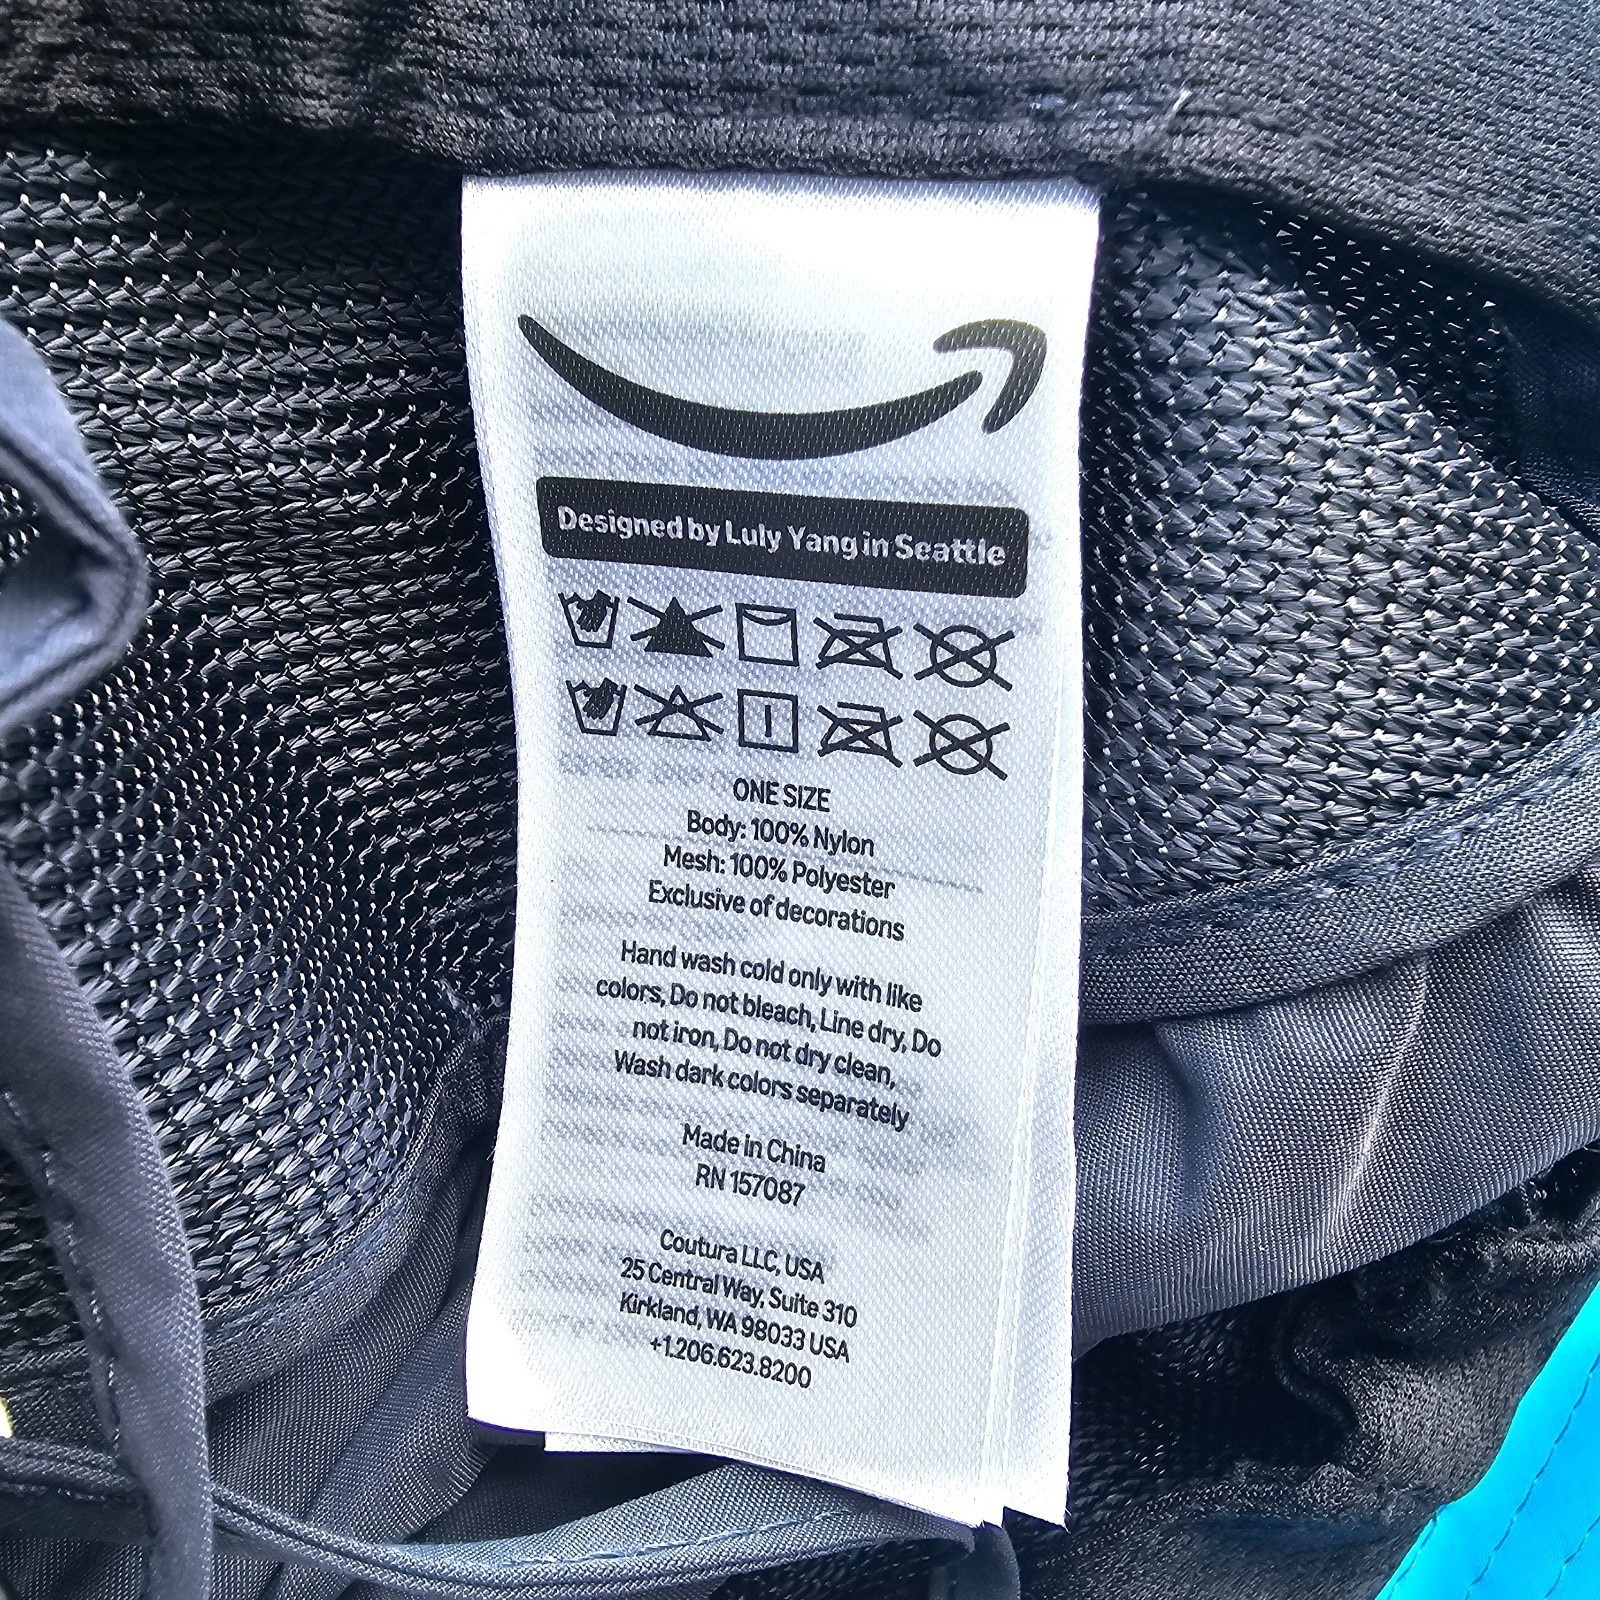 Designed by Luly Yang in Seattle
ONE SIZE
Body: 100% Nylon
Mesh: 100% Polyester
Exclusive of decorations
Hand wash cold only with like
colors, Do not bleach, Line dry, Do
not iron, Do not dry clean,
Wash dark colors separately
Made in China
RN 157087
Coutura LLC, USA
25 Central Way, Suite 310
Kirkland, WA 98033 USA
+1.206.623.8200